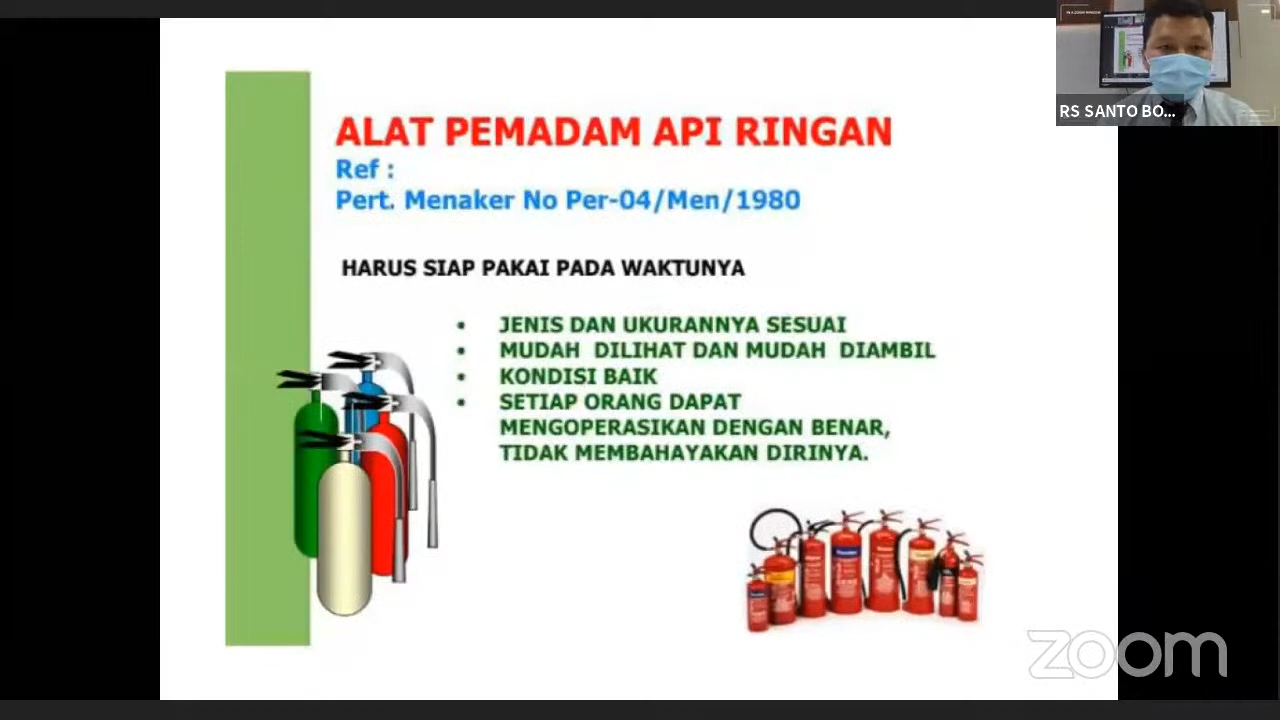 ALAT PEMADAM API RINGAN
Ref :
Pert. Menaker No Per-04/Men/1980
HARUS SIAP PAKAI PADA WAKTUNYA
• JENIS DAN UKURANNYA SESUAI
• MUDAH DILIHAT DAN MUDAH DIAMBIL
• KONDISI BAIK
• SETIAP ORANG DAPAT
MENGOPERASIKAN DENGAN BENAR,
TIDAK MEMBAHAYAKAN DIRINYA.
RS SANTO BO...
zoom